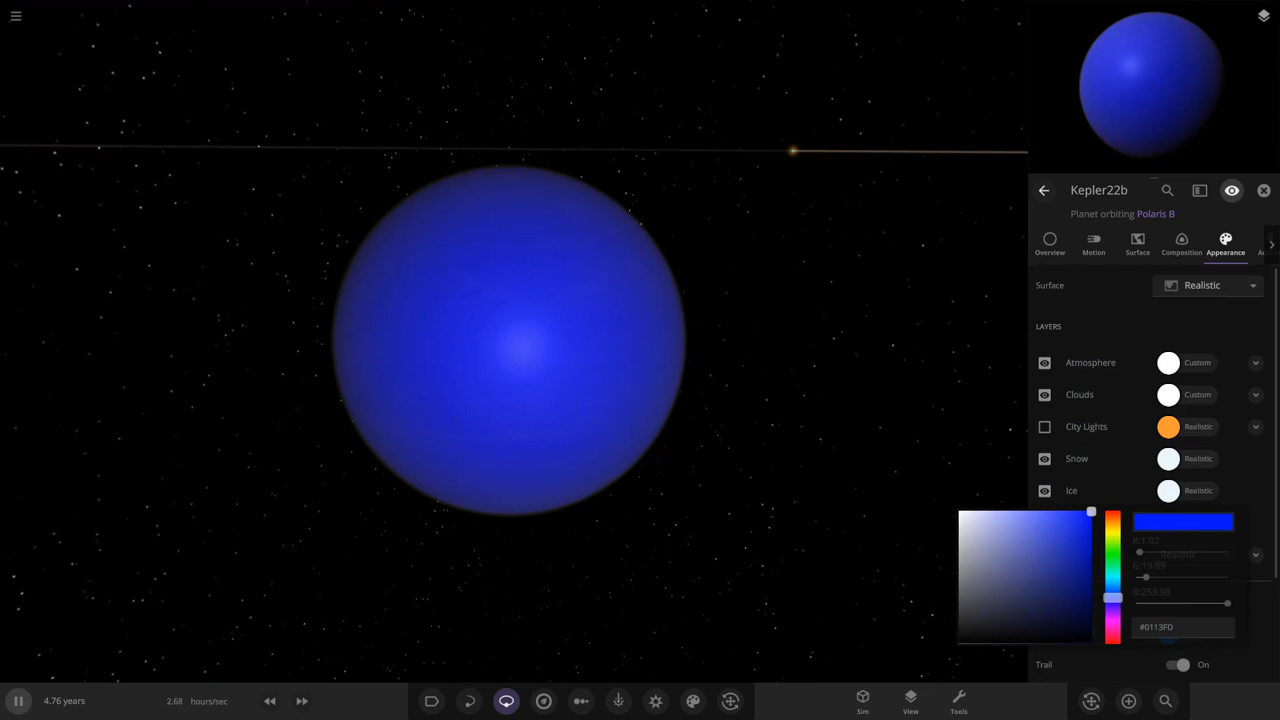 Kepler22b
Planet orbiting Polaris B
Overview
Motion
Surface
Composition
Appearance
Surface
Realistic
LAYERS
Atmosphere
Custom
Clouds
Custom
City Lights
Realistic
Snow
Realistic
Ice
Realistic
R:1.02
Realistic
G:19.89
B:253.98
#0113FD
Trail
On
4.76 years
2.68 hours/sec
Sim
View
Tools